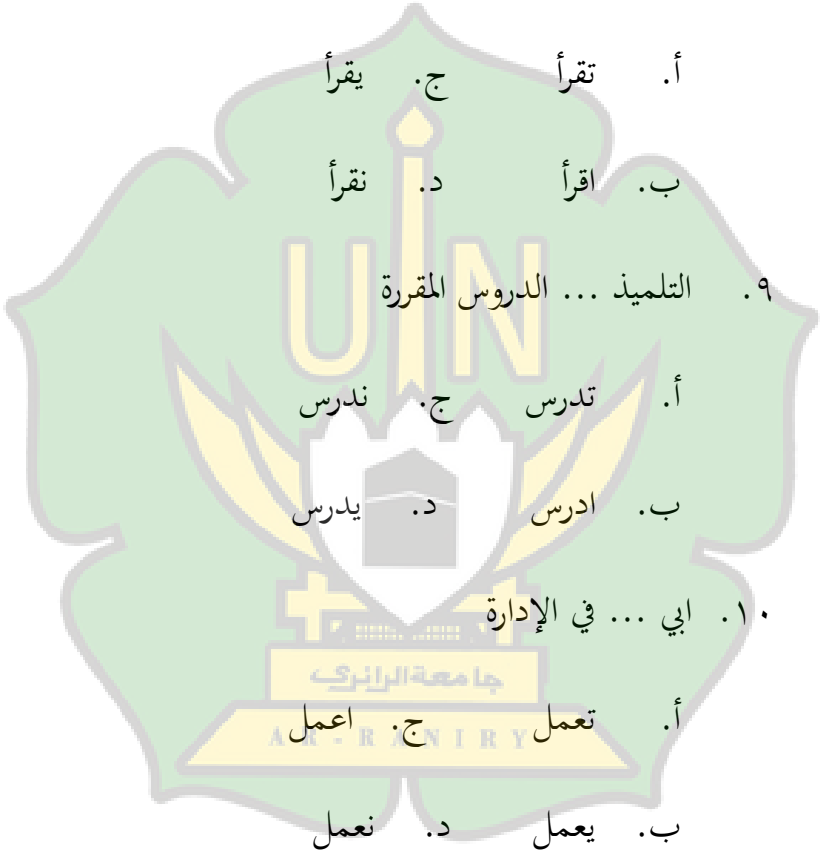 أ. تقرأ ج. يقرأ
ب. اقرأ د. نقرأ
٩. التلميذ ... الدروس المقررة
أ. تدرس ج. ندرس
ب. ادرس د. يدرس
١٠. ابي ... في الإدارة
أ. تعمل ج. اعمل
ب. يعمل د. نعمل
UIN
جامعة الرانري
AR-RANIRY